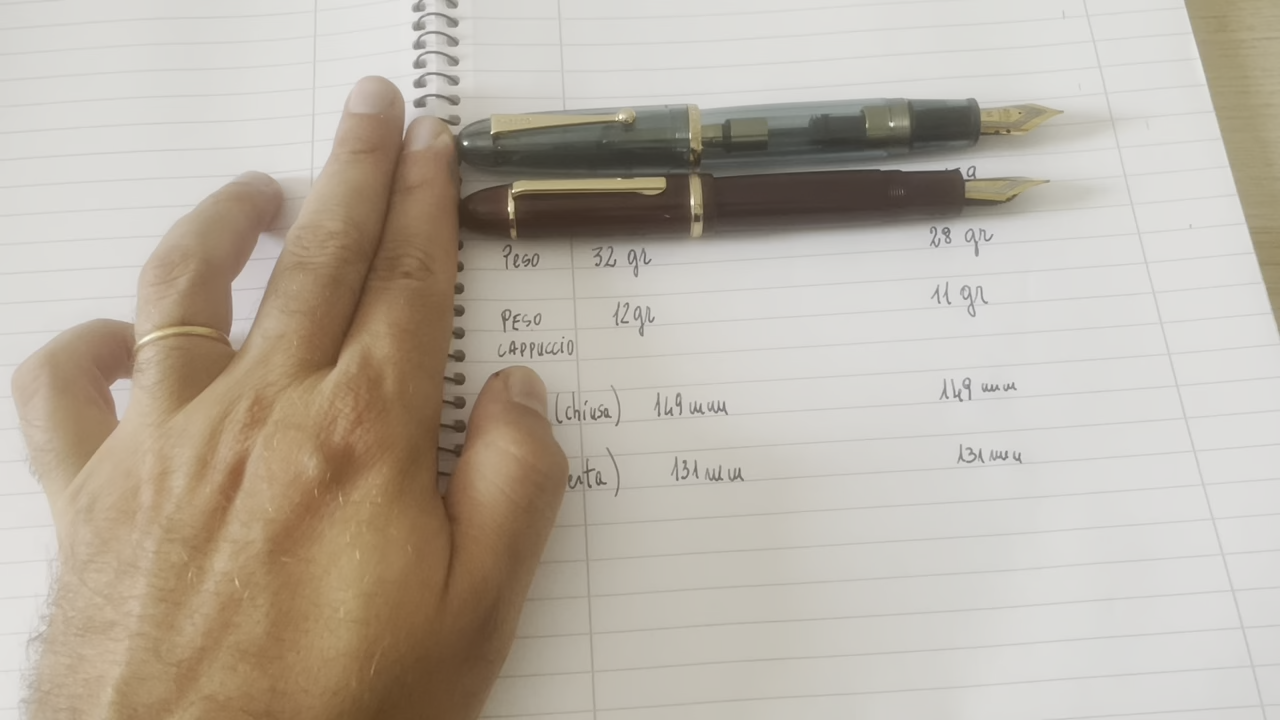 Peso 32 gr 28 gr
PESO 12gr 11 gr
CAPPUCCIO
(chiusa) 149 mm 149 mm
erta) 131 mm 131 mm